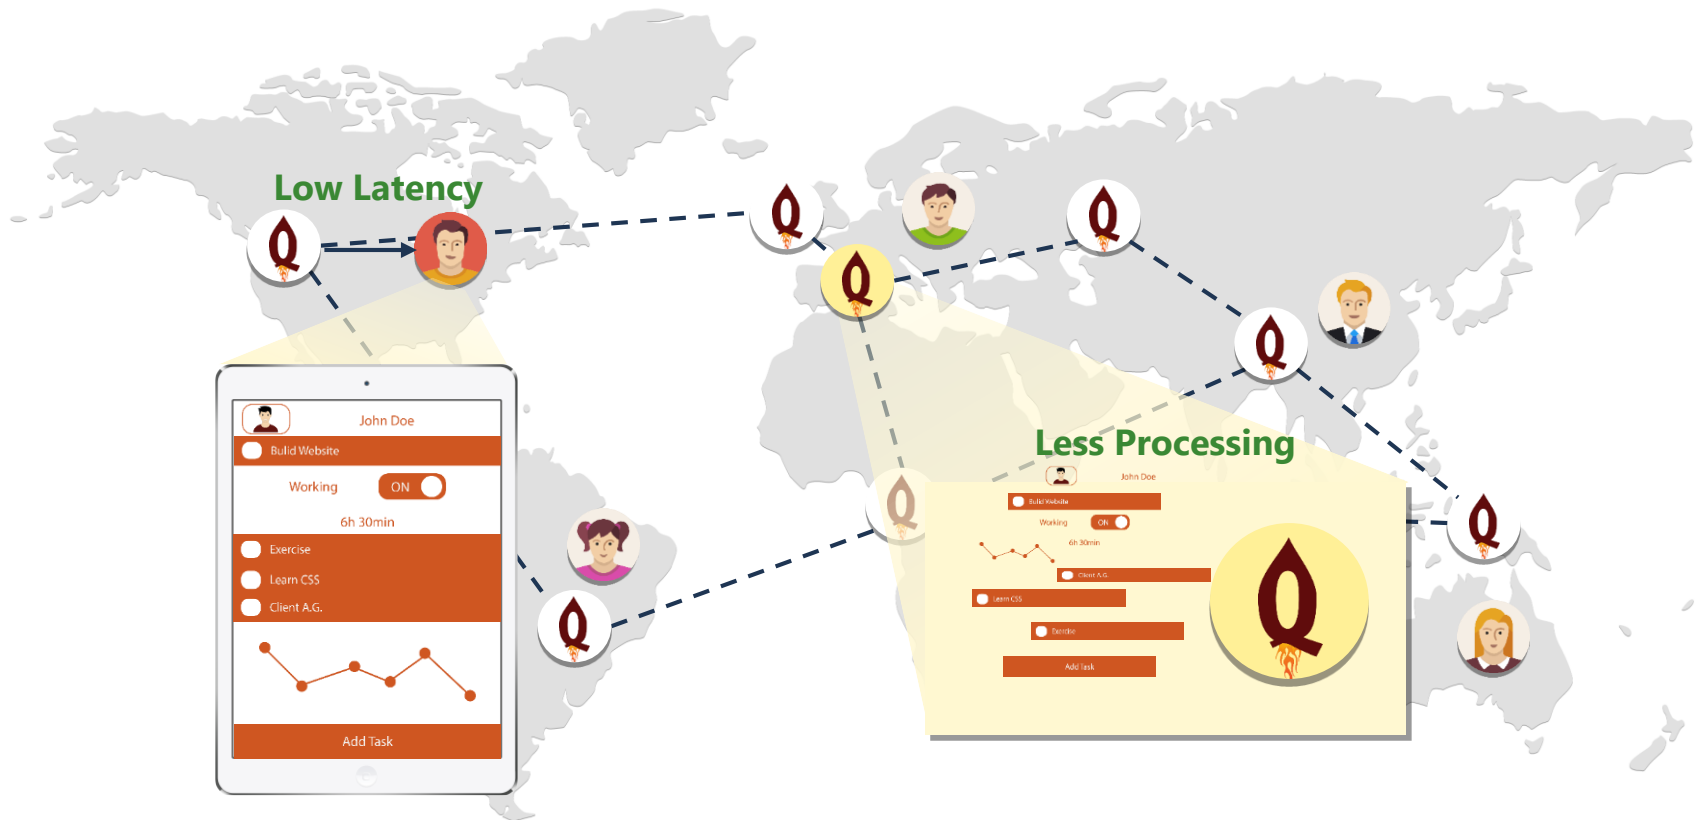 Low Latency
Q
Q
Q
Q
Q
John Doe
Bulid Website
Working ON
6h 30min
Exercise
Learn CSS
Client A.G.
Add Task
Less Processing
John Doe
Bulid Website
Working ON
6h 30min
Client A.G.
Learn CSS
Exercise
Add Task
Q
Q
Q
Q